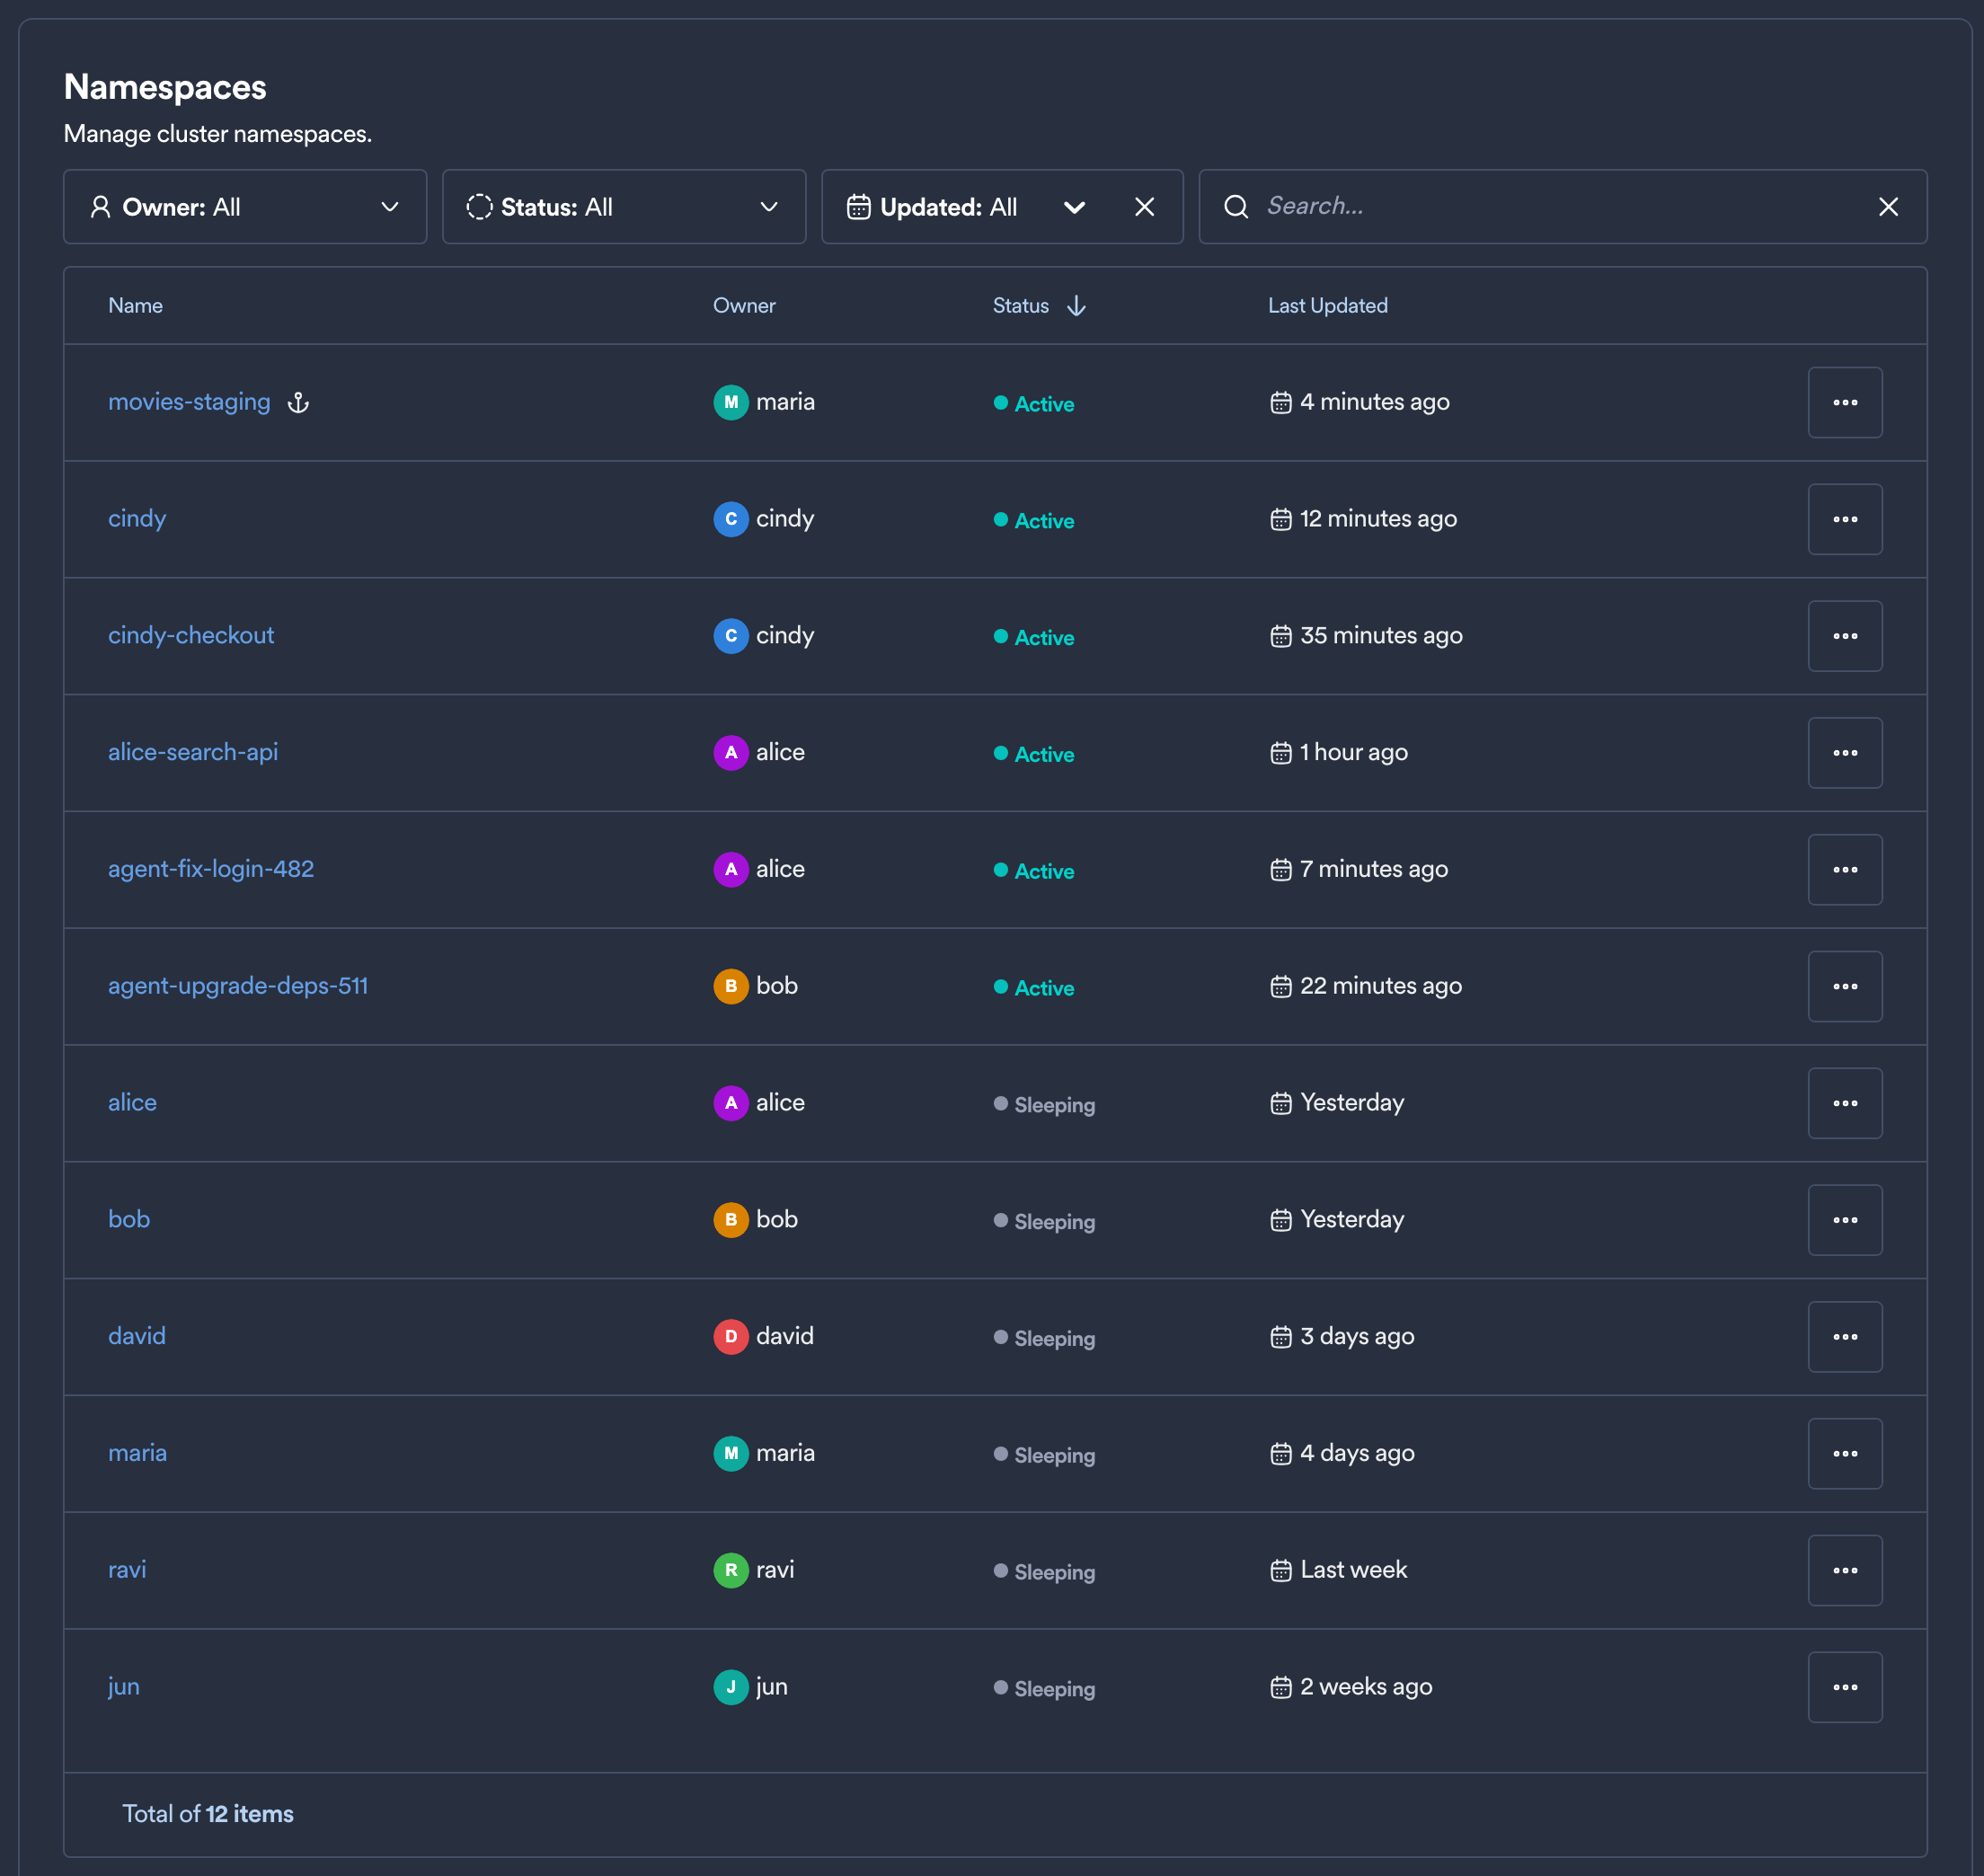 Namespaces
Manage cluster namespaces.
Owner: All
Status: All
Updated: All
Search...
Name Owner Status Last Updated
movies-staging M maria Active 4 minutes ago
cindy C cindy Active 12 minutes ago
cindy-checkout C cindy Active 35 minutes ago
alice-search-api A alice Active 1 hour ago
agent-fix-login-482 A alice Active 7 minutes ago
agent-upgrade-deps-511 B bob Active 22 minutes ago
alice A alice Sleeping Yesterday
bob B bob Sleeping Yesterday
david D david Sleeping 3 days ago
maria M maria Sleeping 4 days ago
ravi R ravi Sleeping Last week
jun J jun Sleeping 2 weeks ago
Total of 12 items